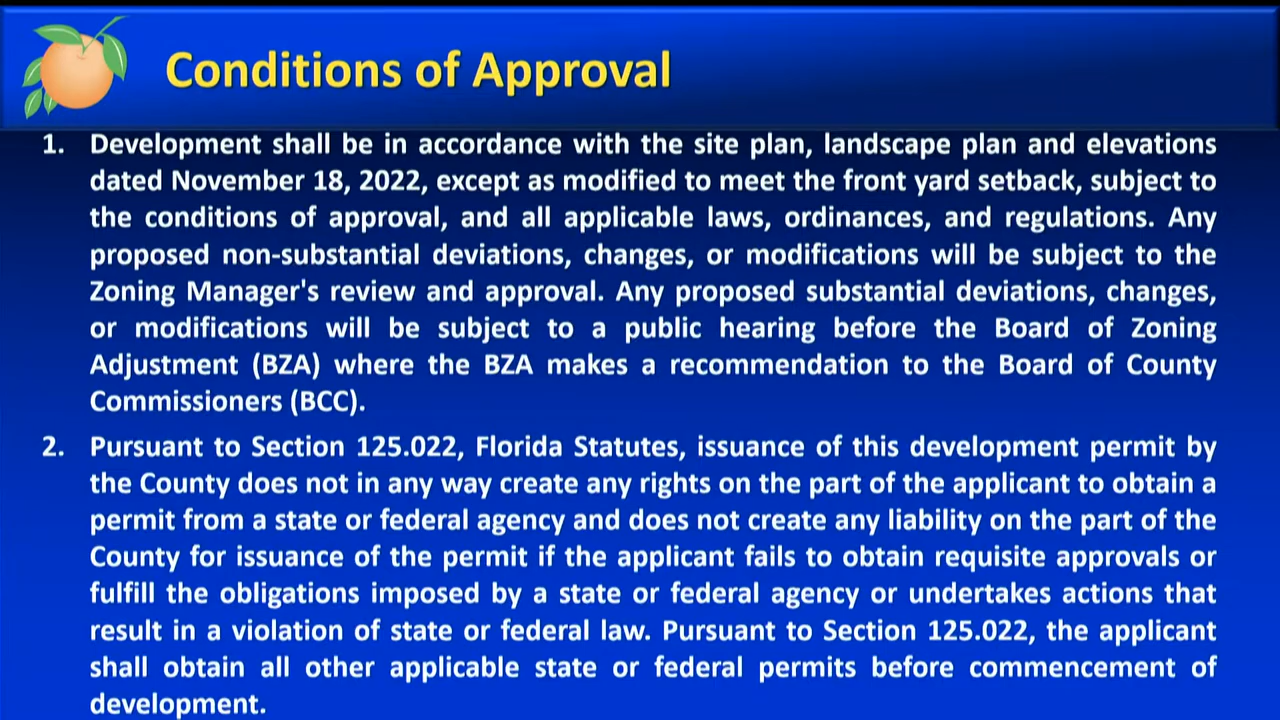 Conditions of Approval
1. Development shall be in accordance with the site plan, landscape plan and elevations
dated November 18, 2022, except as modified to meet the front yard setback, subject to
the conditions of approval, and all applicable laws, ordinances, and regulations. Any
proposed non-substantial deviations, changes, or modifications will be subject to the
Zoning Manager's review and approval. Any proposed substantial deviations, changes,
or modifications will be subject to a public hearing before the Board of Zoning
Adjustment (BZA) where the BZA makes a recommendation to the Board of County
Commissioners (BCC).
2. Pursuant to Section 125.022, Florida Statutes, issuance of this development permit by
the County does not in any way create any rights on the part of the applicant to obtain a
permit from a state or federal agency and does not create any liability on the part of the
County for issuance of the permit if the applicant fails to obtain requisite approvals or
fulfill the obligations imposed by a state or federal agency or undertakes actions that
result in a violation of state or federal law. Pursuant to Section 125.022, the applicant
shall obtain all other applicable state or federal permits before commencement of
development.